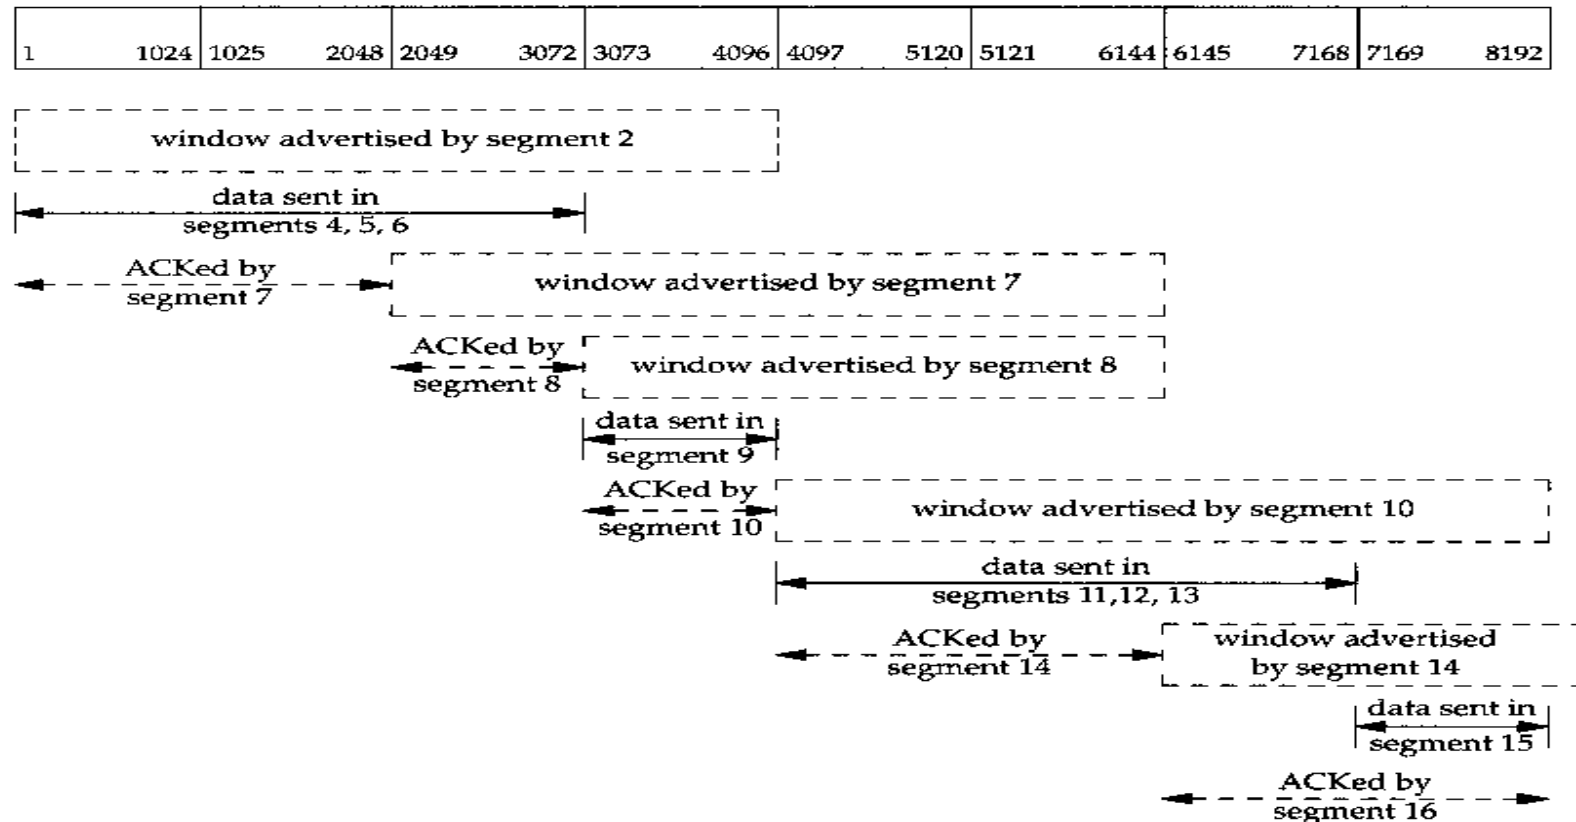 1 1024 1025 2048 2049 3072 3073 4096 4097 5120 5121 6144 6145 7168 7169 8192
window advertised by segment 2
data sent in
segments 4, 5, 6
ACKed by
segment 7
window advertised by segment 7
ACKed by
segment 8
window advertised by segment 8
data sent in
segment 9
ACKed by
segment 10
window advertised by segment 10
data sent in
segments 11,12, 13
ACKed by
segment 14
window advertised
by segment 14
data sent in
segment 15
ACKed by
segment 16